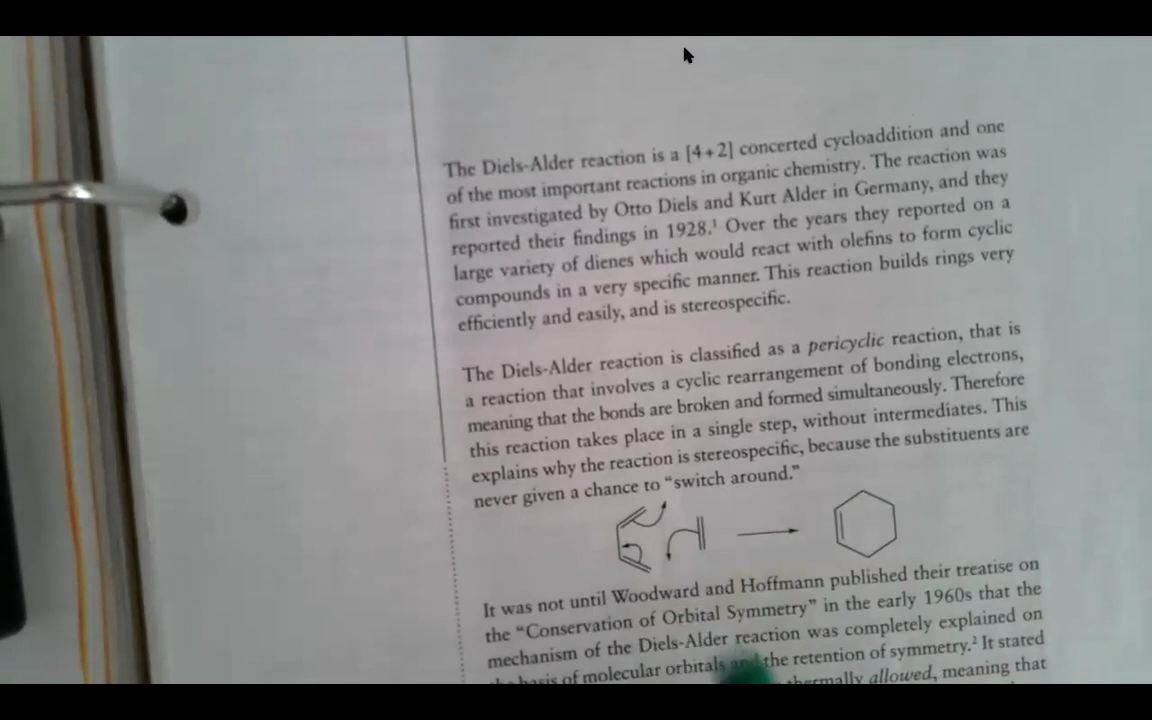 The Diels-Alder reaction is a [4+2] concerted cycloaddition and one
of the most important reactions in organic chemistry. The reaction was
first investigated by Otto Diels and Kurt Alder in Germany, and they
reported their findings in 1928.¹ Over the years they reported on a
large variety of dienes which would react with olefins to form cyclic
compounds in a very specific manner. This reaction builds rings very
efficiently and easily, and is stereospecific.
The Diels-Alder reaction is classified as a pericyclic reaction, that is
a reaction that involves a cyclic rearrangement of bonding electrons,
meaning that the bonds are broken and formed simultaneously. Therefore
this reaction takes place in a single step, without intermediates. This
explains why the reaction is stereospecific, because the substituents are
never given a chance to “switch around.”
It was not until Woodward and Hoffmann published their treatise on
the “Conservation of Orbital Symmetry” in the early 1960s that the
mechanism of the Diels-Alder reaction was completely explained on
the basis of molecular orbitals and the retention of symmetry.² It stated
thermally allowed, meaning that